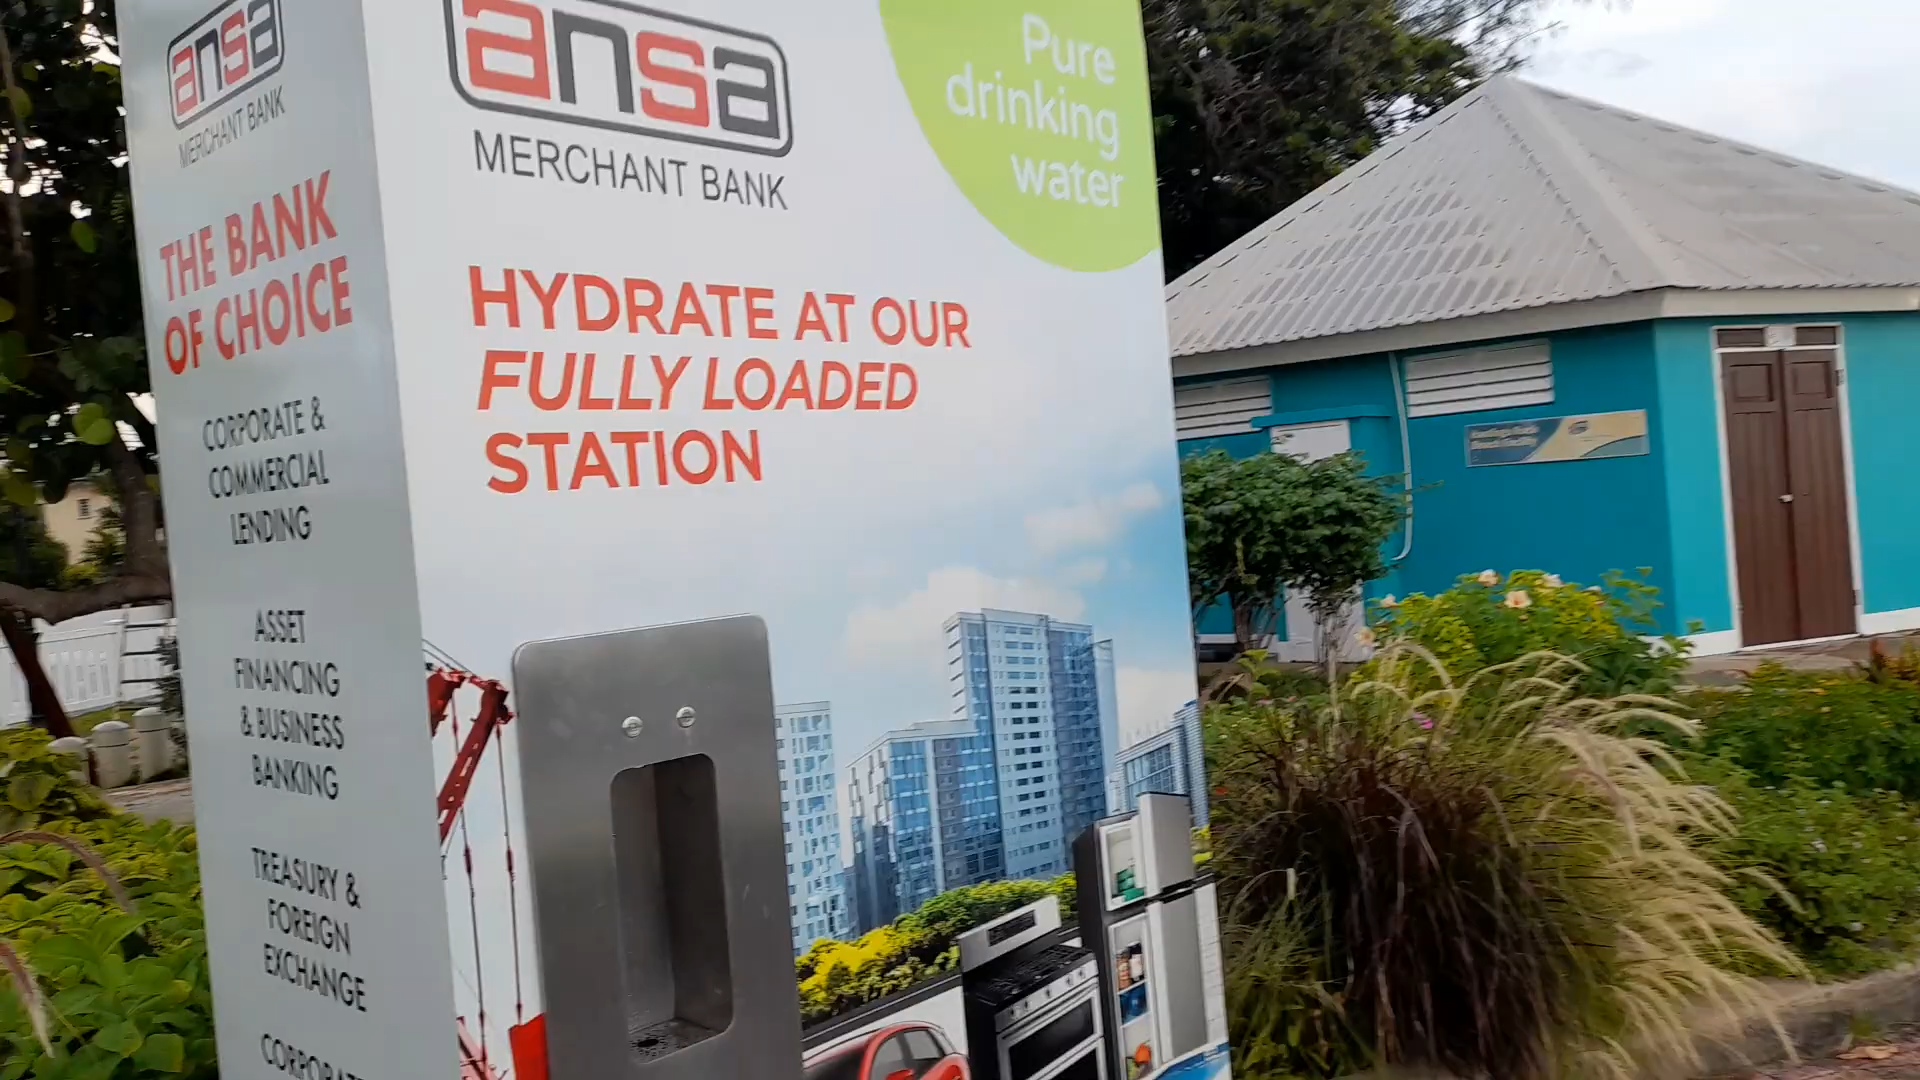 ansa
MERCHANT BANK
THE BANK
OF CHOICE
CORPORATE &
COMMERCIAL
LENDING
ASSET
FINANCING
& BUSINESS
BANKING
TREASURY &
FOREIGN
EXCHANGE
ansa
MERCHANT BANK
Pure
drinking
water
HYDRATE AT OUR
FULLY LOADED
STATION